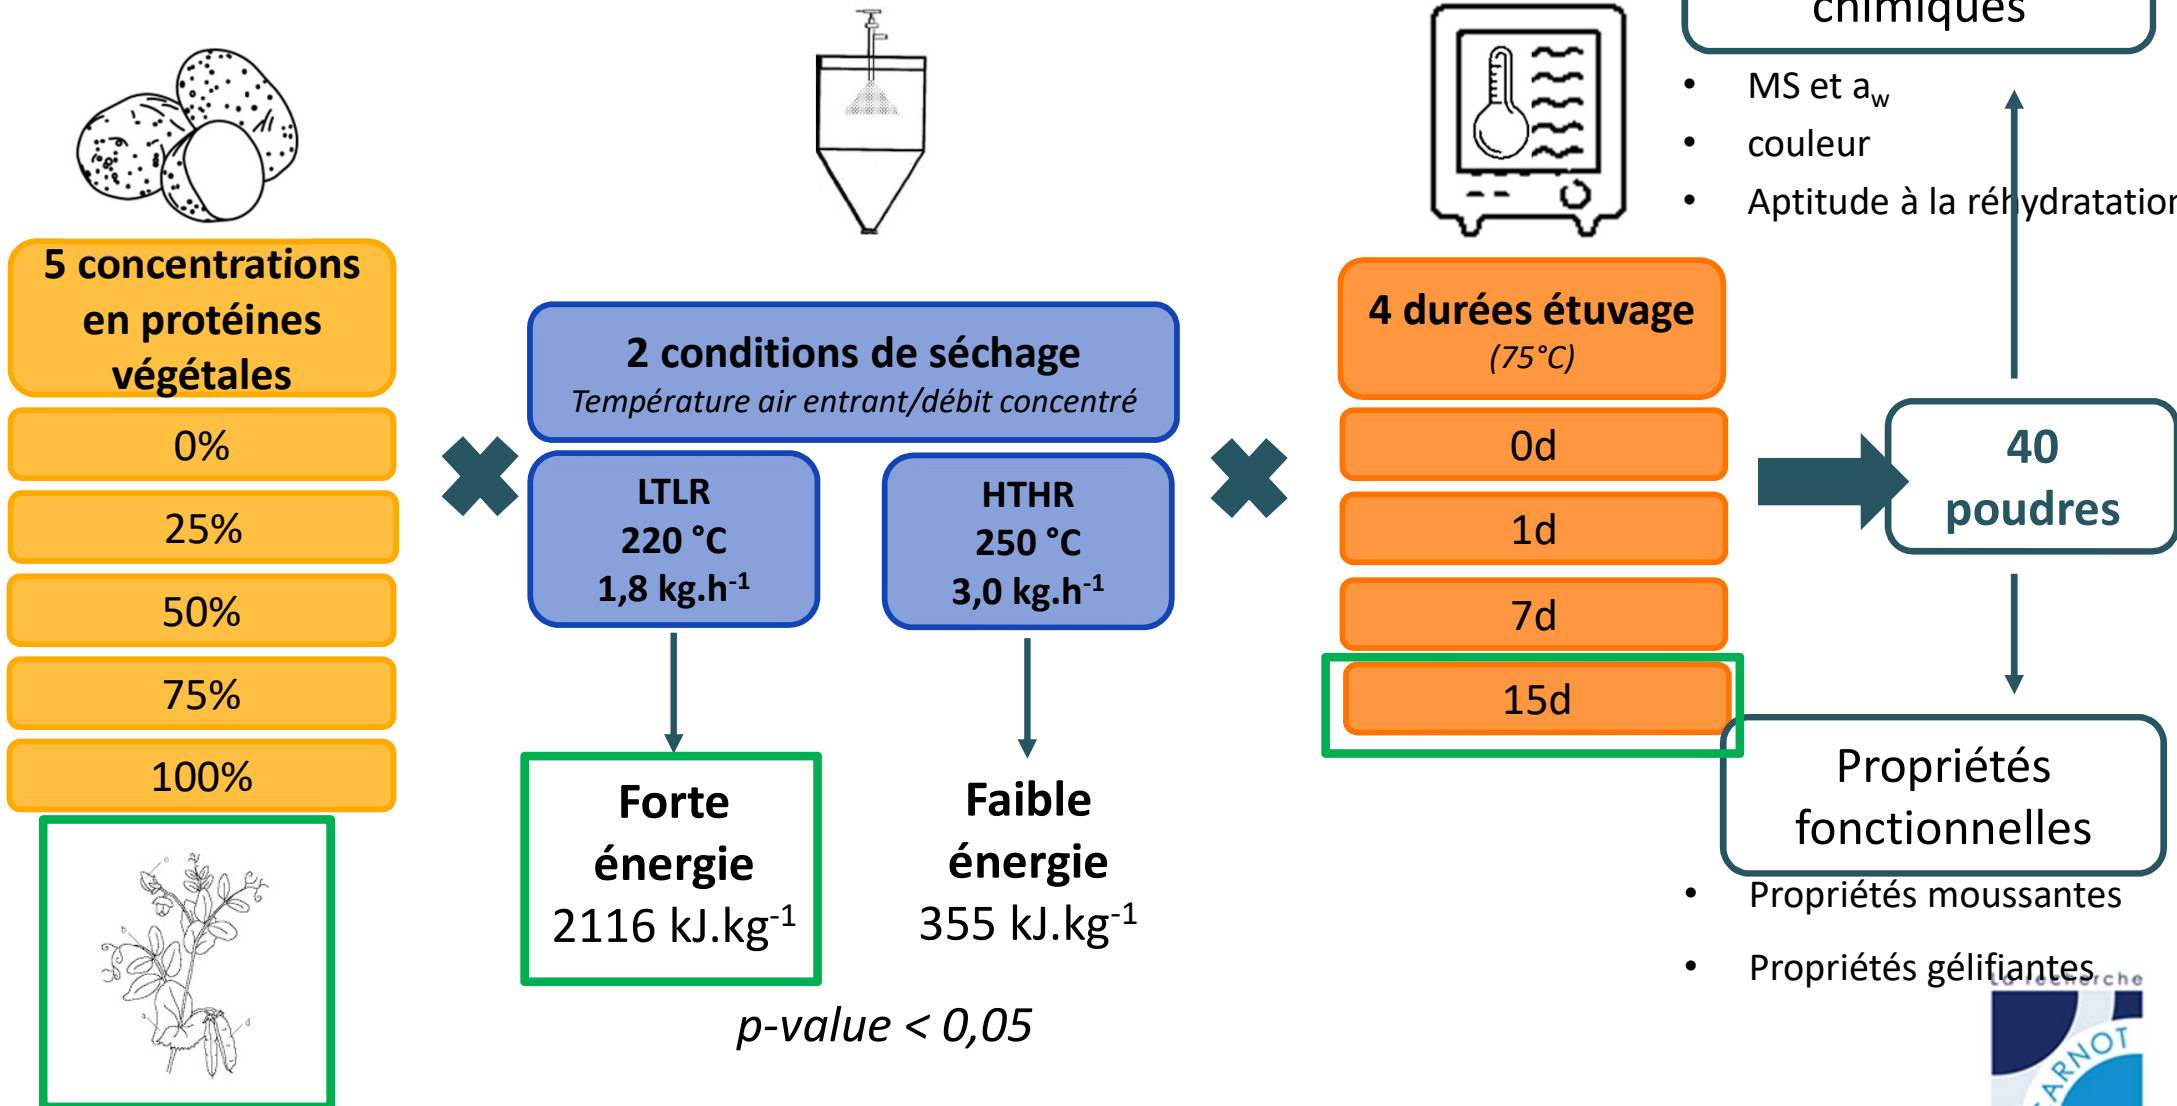 chimiques
• MS et aw
• couleur
• Aptitude à la réhydratation
5 concentrations
en protéines
végétales
0%
25%
50%
75%
100%
2 conditions de séchage
Température air entrant/débit concentré
LTLR
220 °C
1,8 kg.h-1
HTHR
250 °C
3,0 kg.h-1
Forte
énergie
2116 kJ.kg-1
Faible
énergie
355 kJ.kg-1
p-value < 0,05
4 durées étuvage
(75°C)
0d
1d
7d
15d
40
poudres
Propriétés
fonctionnelles
• Propriétés moussantes
• Propriétés gélifiantes
La recherche
CARNOT